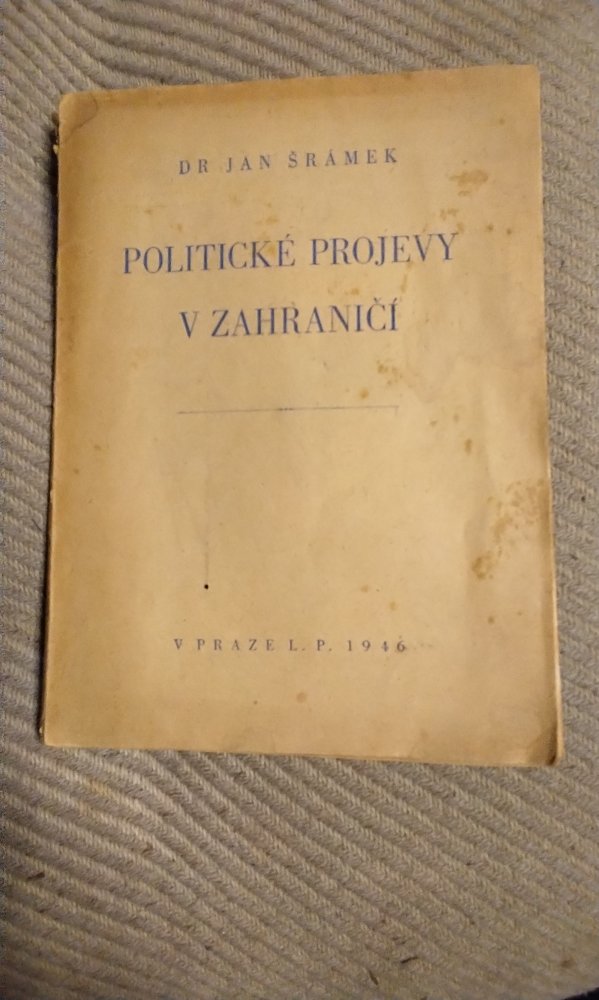 DR JAN ŠRÁMEK
POLITICKÉ PROJEVY
V ZAHRANIČÍ
V PRAZE L. P. 1946